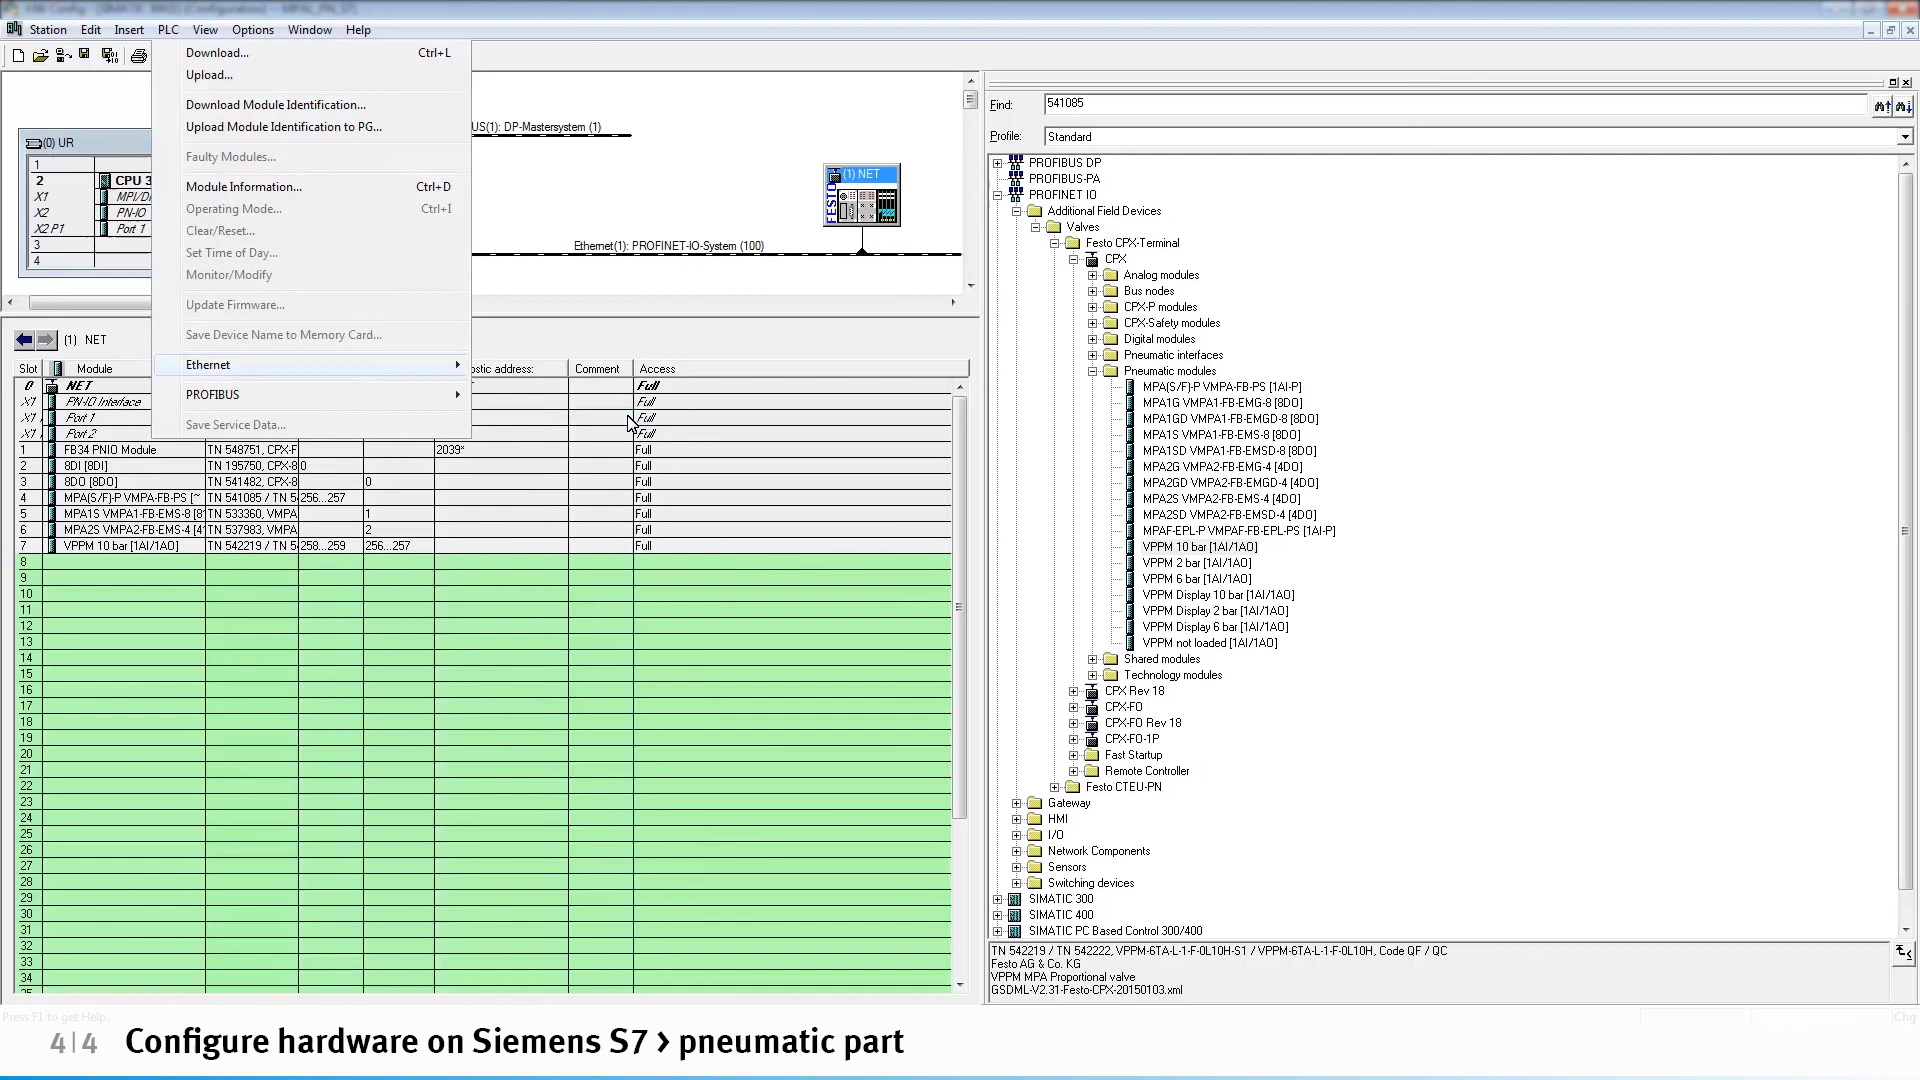 Station Edit Insert PLC View Options Window Help
Download... Ctrl+L
Upload...
Download Module Identification...
Upload Module Identification to PG...
Faulty Modules...
Module Information... Ctrl+D
Operating Mode... Ctrl+I
Clear/Reset...
Set Time of Day...
Monitor/Modify
Update Firmware...
Save Device Name to Memory Card...
Ethernet
PROFIBUS
Save Service Data...
(0) UR
1
2 CPU 3
X1 MPI/D
X2 PN-IO
X2 P1 Port 1
3
4
US(1): DP-Mastersystem (1)
(1) NET
FESTO
Ethernet(1): PROFINET-IO-System (100)
(1) NET
Slot Module ostic address: Comment Access
0 NET Full
X1 PN-IO Interface Full
X1 Port 1 Full
X1 Port 2 Full
1 FB34 PNIO Module TN 548751, CPX-F 2039* Full
2 8DI [8DI] TN 195750, CPX-8 0 Full
3 8DO [8DO] TN 541482, CPX-8 0 Full
4 MPA(S/F)-P VMPA-FB-PS [~ TN 541085 / TN 5 256...257 Full
5 MPA1S VMPA1-FB-EMS-8 [8 TN 533360, VMPA 1 Full
6 MPA2S VMPA2-FB-EMS-4 [4 TN 537983, VMPA 2 Full
7 VPPM 10 bar [1AI/1AO] TN 542219 / TN 5 258...259 256...257 Full
8
9
10
11
12
13
14
15
16
17
18
19
20
21
22
23
24
25
26
27
28
29
30
31
32
33
34
Find: 541085
Profile: Standard
PROFIBUS DP
PROFIBUS-PA
PROFINET IO
Additional Field Devices
Valves
Festo CPX-Terminal
CPX
Analog modules
Bus nodes
CPX-P modules
CPX-Safety modules
Digital modules
Pneumatic interfaces
Pneumatic modules
MPA(S/F)-P VMPA-FB-PS [1AI-P]
MPA1G VMPA1-FB-EMG-8 [8DO]
MPA1GD VMPA1-FB-EMGD-8 [8DO]
MPA1S VMPA1-FB-EMS-8 [8DO]
MPA1SD VMPA1-FB-EMSD-8 [8DO]
MPA2G VMPA2-FB-EMG-4 [4DO]
MPA2GD VMPA2-FB-EMGD-4 [4DO]
MPA2S VMPA2-FB-EMS-4 [4DO]
MPA2SD VMPA2-FB-EMSD-4 [4DO]
MPAF-EPL-P VMPAF-FB-EPL-PS [1AI-P]
VPPM 10 bar [1AI/1AO]
VPPM 2 bar [1AI/1AO]
VPPM 6 bar [1AI/1AO]
VPPM Display 10 bar [1AI/1AO]
VPPM Display 2 bar [1AI/1AO]
VPPM Display 6 bar [1AI/1AO]
VPPM not loaded [1AI/1AO]
Shared modules
Technology modules
CPX Rev 18
CPX-FO
CPX-FO Rev 18
CPX-FO-1P
Fast Startup
Remote Controller
Festo CTEU-PN
Gateway
HMI
I/O
Network Components
Sensors
Switching devices
SIMATIC 300
SIMATIC 400
SIMATIC PC Based Control 300/400
TN 542219 / TN 542222, VPPM-6TA-L-1-F-0L10H-S1 / VPPM-6TA-L-1-F-0L10H, Code QF / QC
Festo AG & Co. KG
VPPM MPA Proportional valve
GSDML-V2.31-Festo-CPX-20150103.xml
Press F1 to get Help. Chg
4|4 Configure hardware on Siemens S7 > pneumatic part